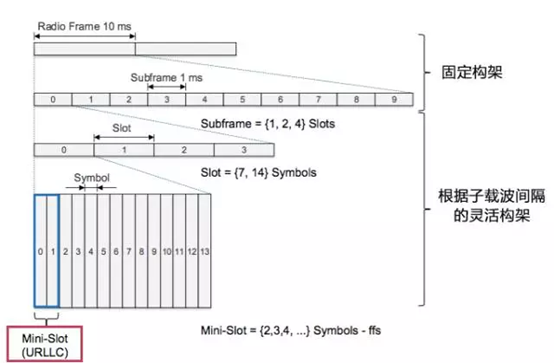 Radio Frame 10 ms
固定构架
Subframe 1 ms
0 1 2 3 4 5 6 7 8 9
Subframe = {1, 2, 4} Slots
Slot
0 1 2 3
Slot = {7, 14} Symbols
Symbol
根据子载波间隔
的灵活构架
0 1 2 3 4 5 6 7 8 9 10 11 12 13
Mini-Slot = {2,3,4, ...} Symbols - ffs
Mini-Slot
(URLLC)